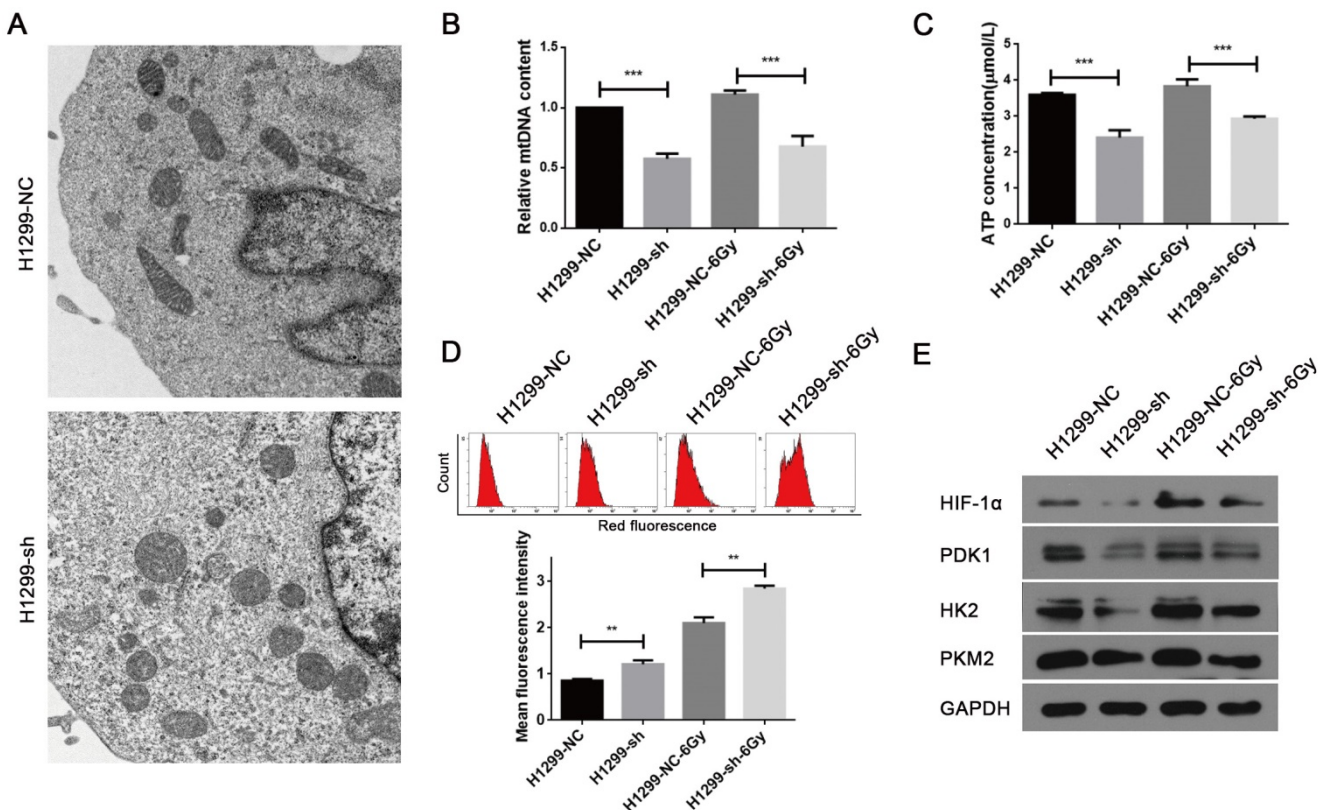 A
H1299-NC
H1299-sh
B
Relative mtDNA content
1.5
1.0
0.5
0.0
***
***
H1299-NC
H1299-sh
H1299-NC-6Gy
H1299-sh-6Gy
C
ATP concentration(μmol/L)
5
4
3
2
1
0
***
***
H1299-NC
H1299-sh
H1299-NC-6Gy
H1299-sh-6Gy
D
H1299-NC
H1299-sh
H1299-NC-6Gy
H1299-sh-6Gy
Count
Red fluorescence
Mean fluorescence intensity
3
2
1
0
**
**
H1299-NC
H1299-sh
H1299-NC-6Gy
H1299-sh-6Gy
E
H1299-NC
H1299-sh
H1299-NC-6Gy
H1299-sh-6Gy
HIF-1α
PDK1
HK2
PKM2
GAPDH